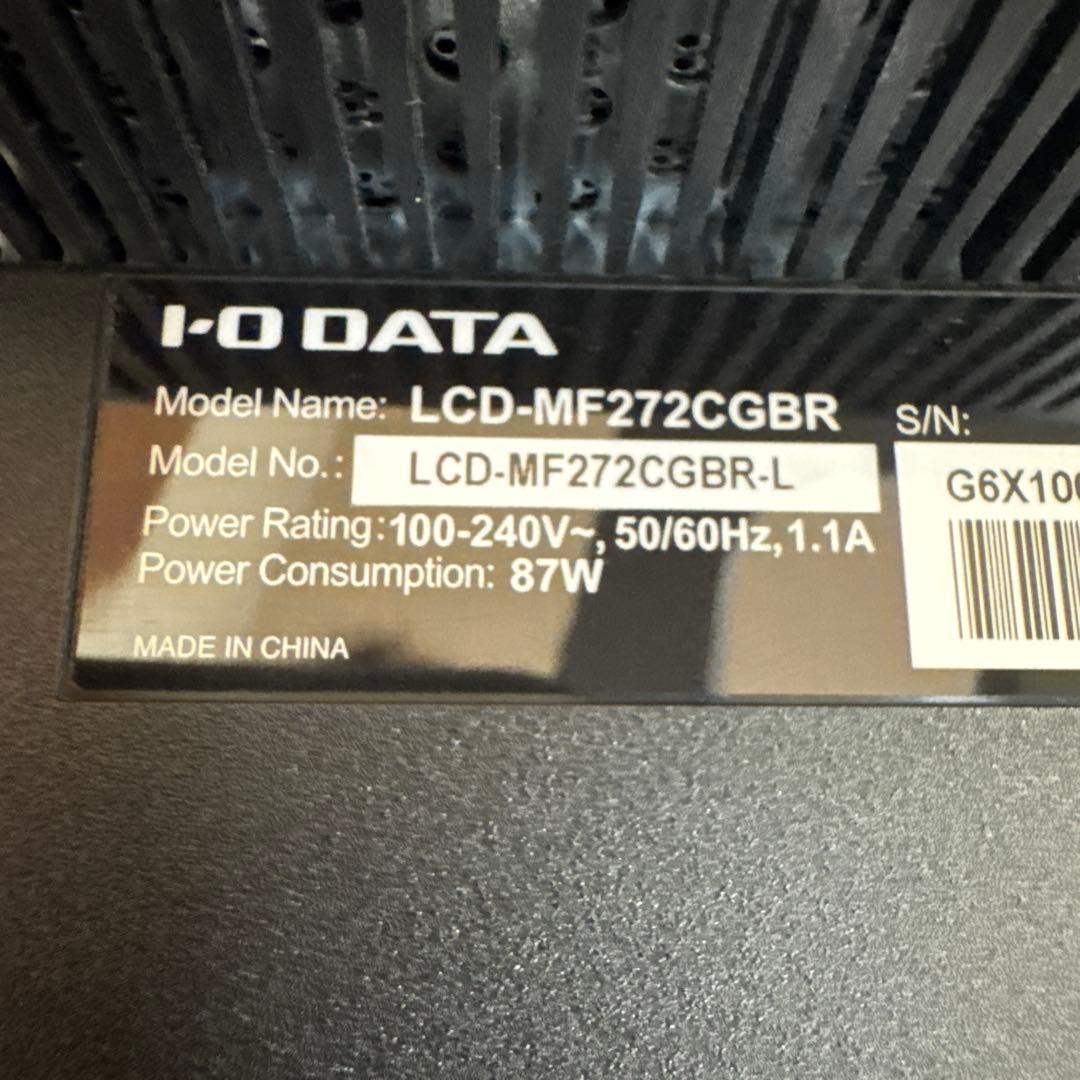 I-O DATA
Model Name: LCD-MF272CGBR
S/N:
Model No.: LCD-MF272CGBR-L
G6X100
Power Rating: 100-240V~, 50/60Hz, 1.1A
Power Consumption: 87W
MADE IN CHINA